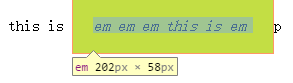 this is em em em this is em p
em 202px × 58px